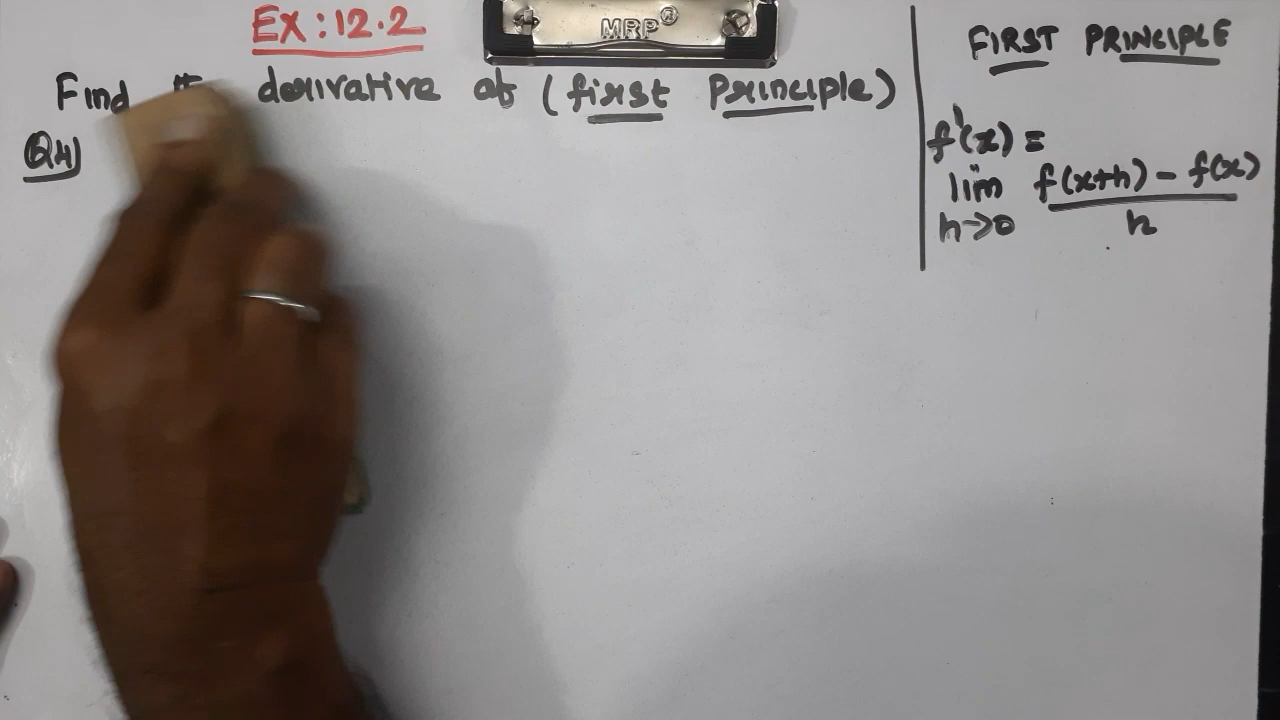 EX : 12.2
MRP®
Find derivative of (first Principle)
Q4)
FIRST PRINCIPLE
f'(x) =
lim f(x+h) - f(x)
h→0 h